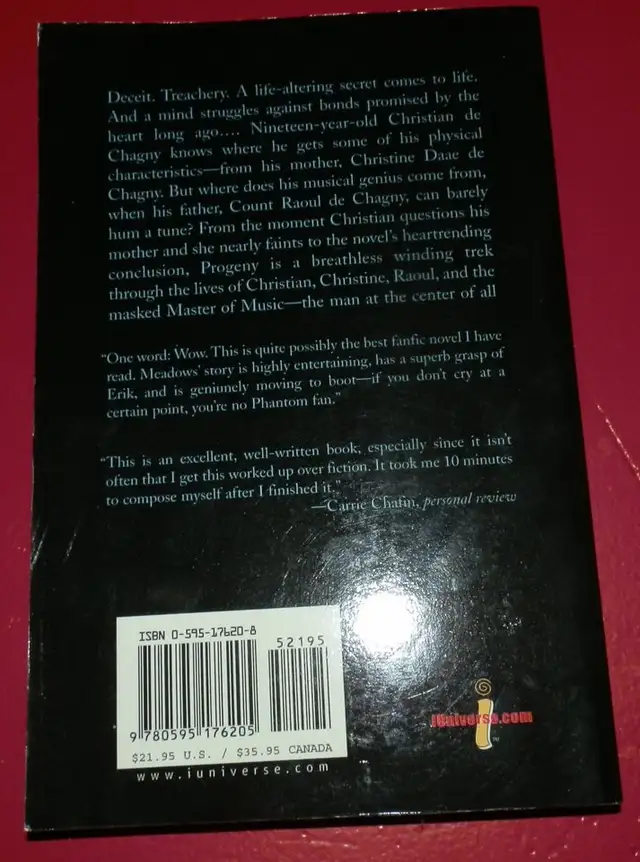 Deceit. Treachery. A life-altering secret comes to life.
And a mind struggles against bonds promised by the
heart long ago.... Nineteen-year-old Christian de
Chagny knows where he gets some of his physical
characteristics—from his mother, Christine Daae de
Chagny. But where does his musical genius come from,
when his father, Count Raoul de Chagny, can barely
hum a tune? From the moment Christian questions his
mother and she nearly faints to the novel's heartrending
conclusion, Progeny is a breathless winding trek
through the lives of Christian, Christine, Raoul, and the
masked Master of Music—the man at the center of all
"One word: Wow. This is quite possibly the best fanfic novel I have
read. Meadows' story is highly entertaining, has a superb grasp of
Erik, and is geniunely moving to boot—if you don't cry at a
certain point, you're no Phantom fan."
"This is an excellent, well-written book, especially since it isn't
often that I get this worked up over fiction. It took me 10 minutes
to compose myself after I finished it."
—Carrie Chafin, personal review
ISBN 0-595-17620-8
52195
9 780595 176205
$21.95 U.S. / $35.95 CANADA
www.iuniverse.com
iUniverse.com
TM